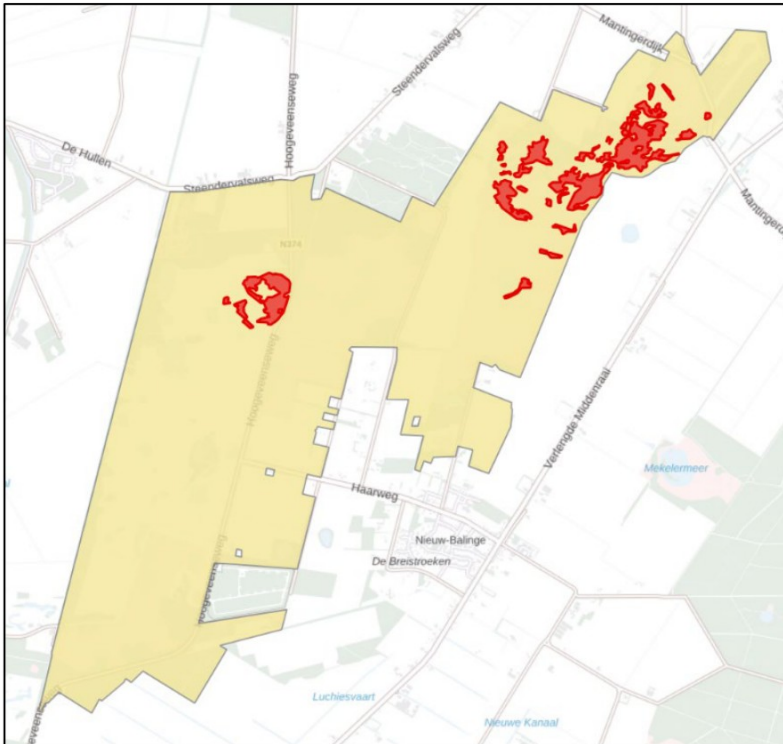 Mantingerdijk
Steendervalsweg
Hoogeveenseweg
De Hullen
Steendervalsweg
Mantingerd
N374
Hoogeveenseweg
Verlengde Middenraai
Mekelermeer
Haarweg
Nieuw-Balinge
De Breistroeken
Luchiesvaart
Nieuwe Kanaal